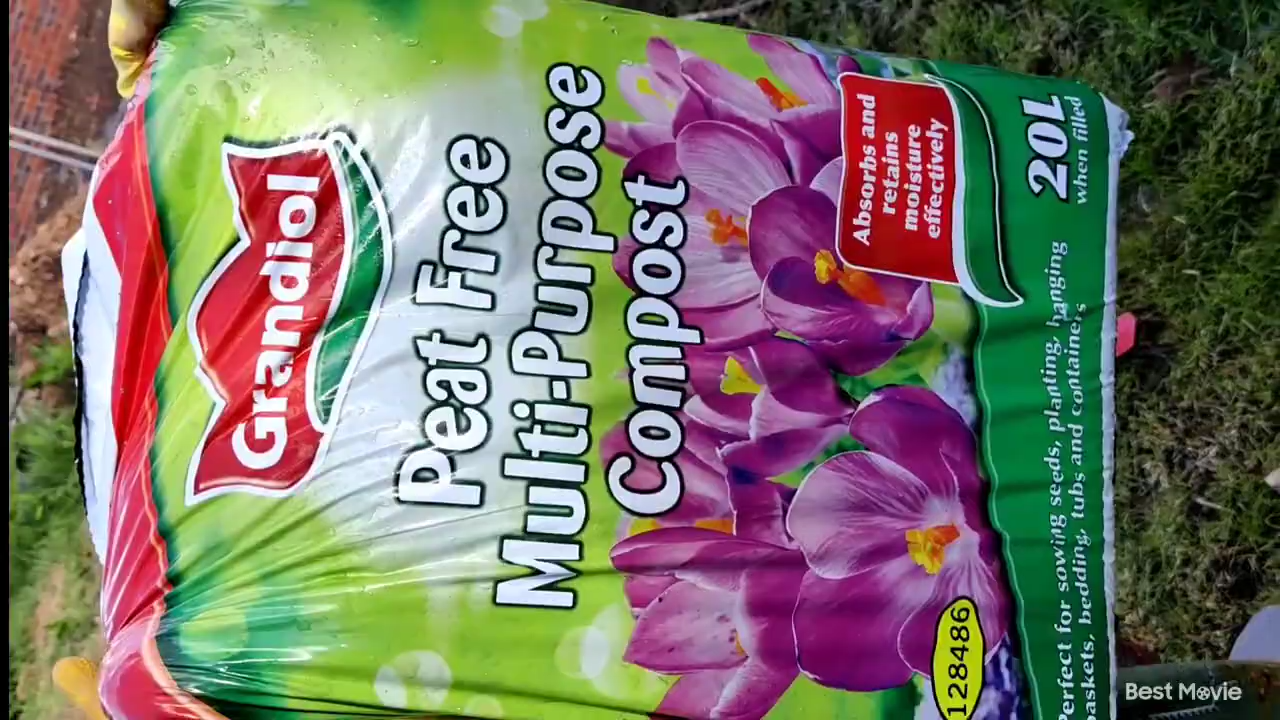 Grandiol
Peat Free
Multi-Purpose
Compost
Absorbs and
retains
moisture
effectively
20L
when filled
Perfect for sowing seeds, planting, hanging
baskets, bedding, tubs and containers
128486
Best Movie